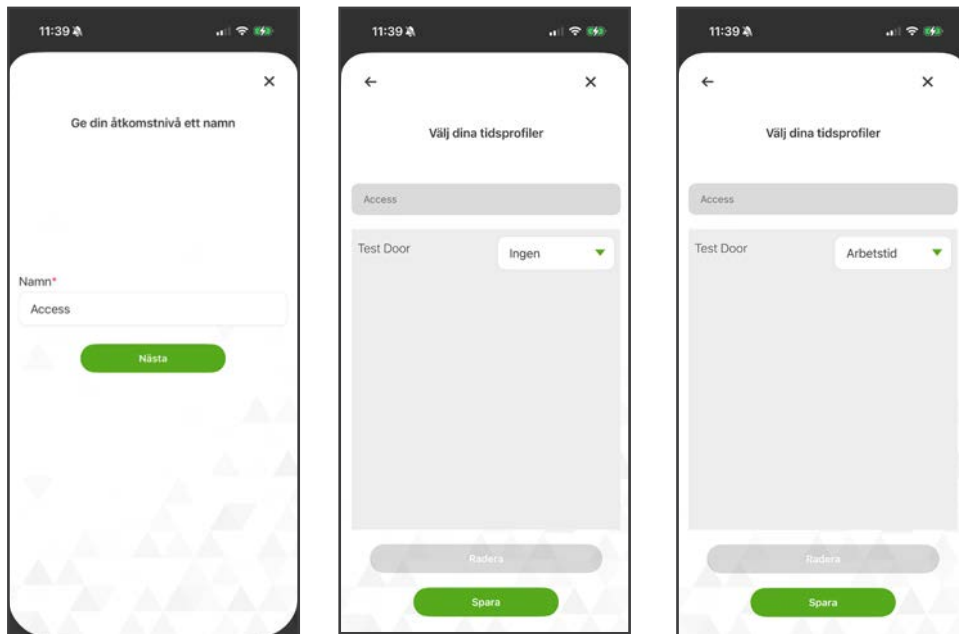 11:39
Ge din åtkomstnivå ett namn
Namn*
Access
Nästa
11:39
Välj dina tidsprofiler
Access
Test Door
Ingen
Radera
Spara
11:39
Välj dina tidsprofiler
Access
Test Door
Arbetstid
Radera
Spara